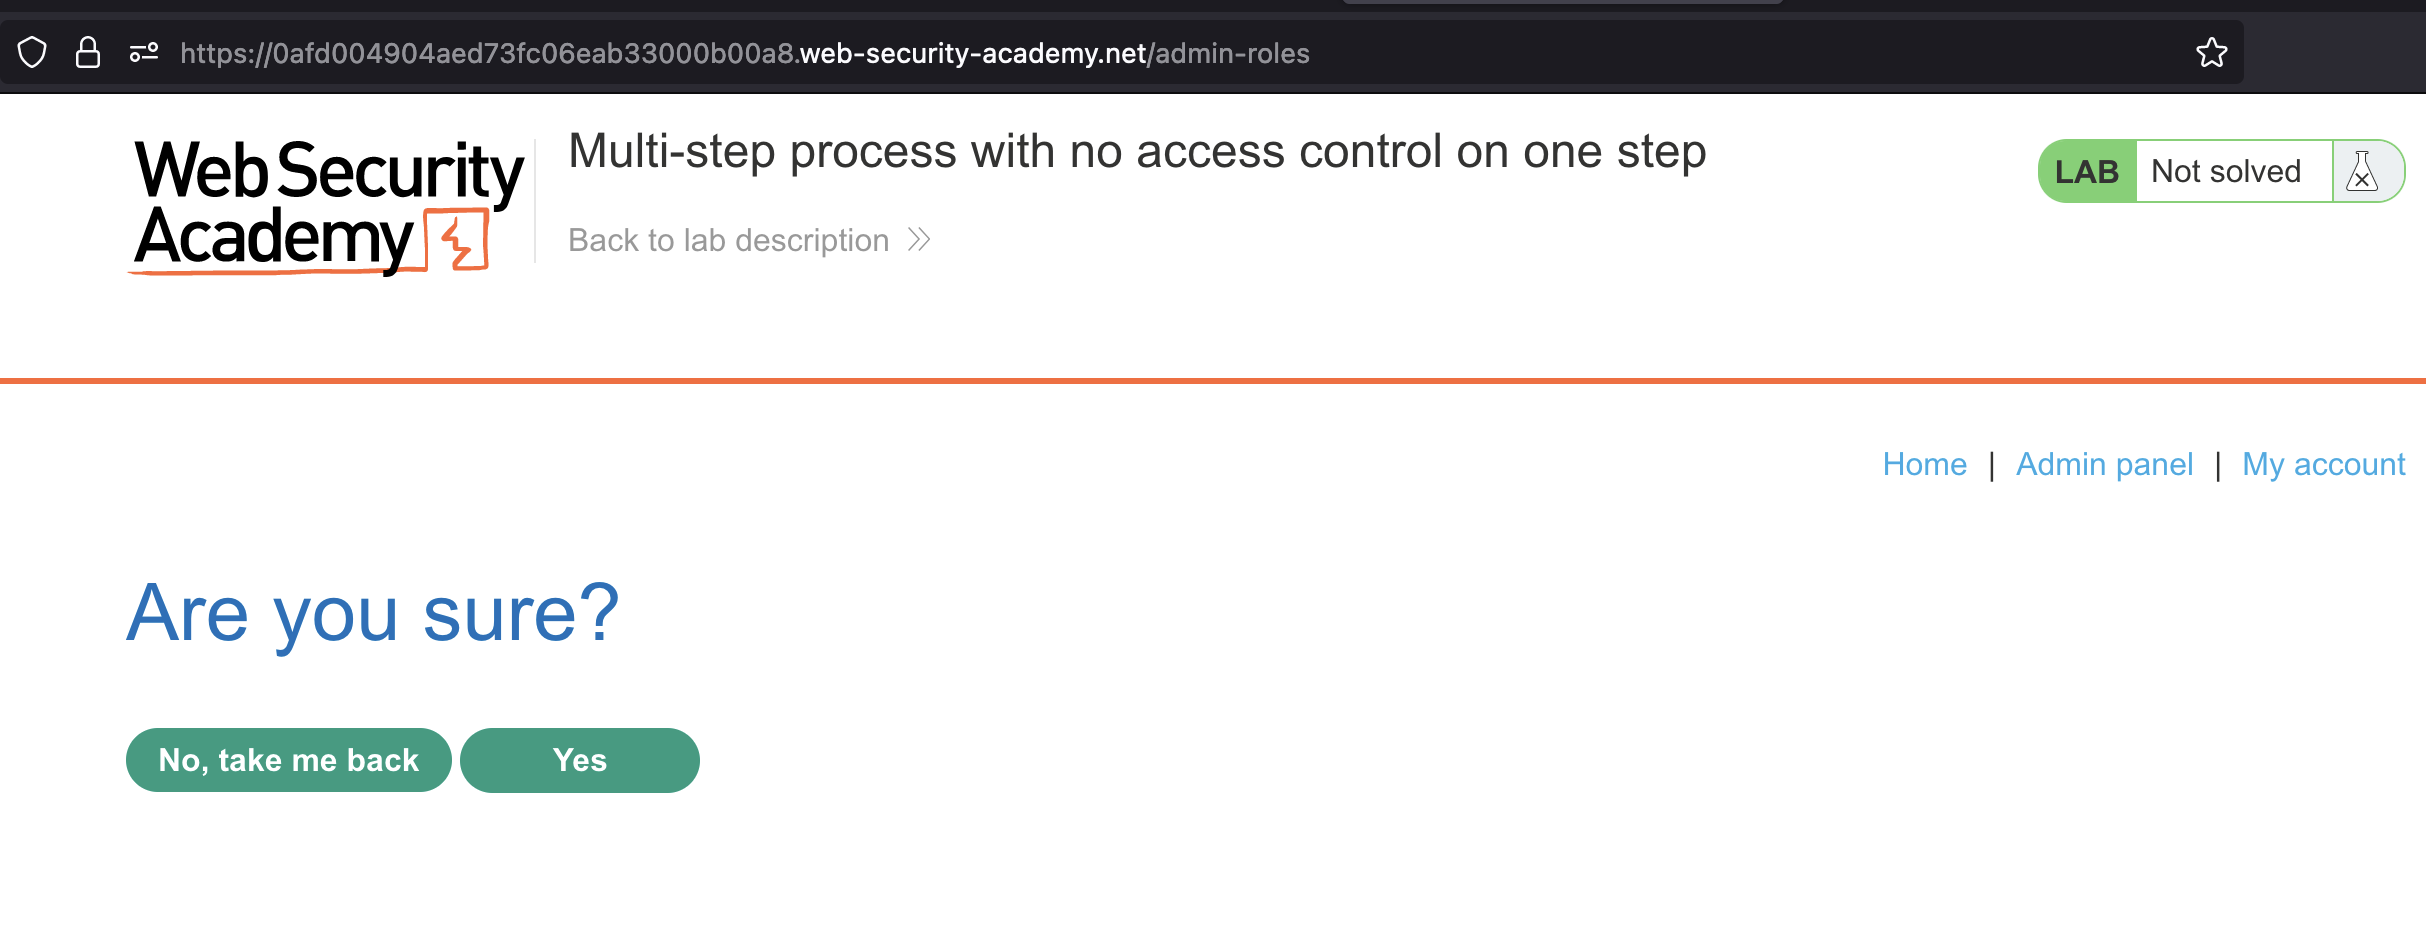 https://0afd004904aed73fc06eab33000b00a8.web-security-academy.net/admin-roles
Web Security
Academy
Multi-step process with no access control on one step
Back to lab description
LAB Not solved
Home | Admin panel | My account
Are you sure?
No, take me back
Yes